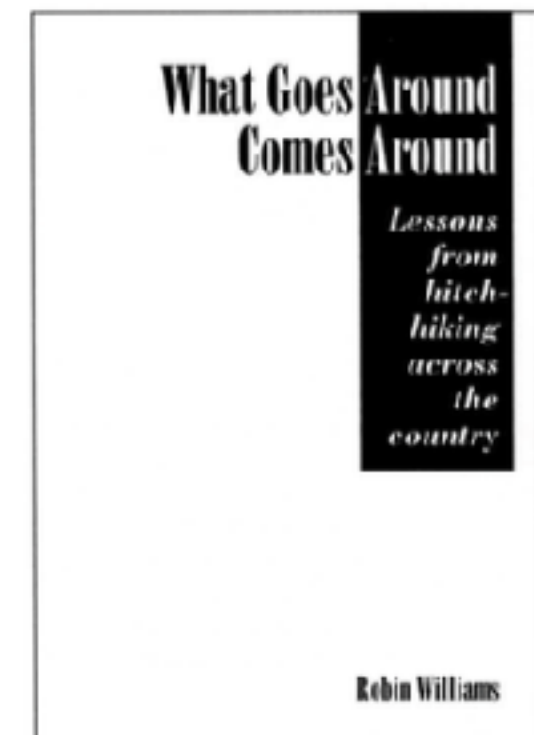 What Goes Around
Comes Around
Lessons
from
hitch-
hiking
across
the
country
Robin Williams